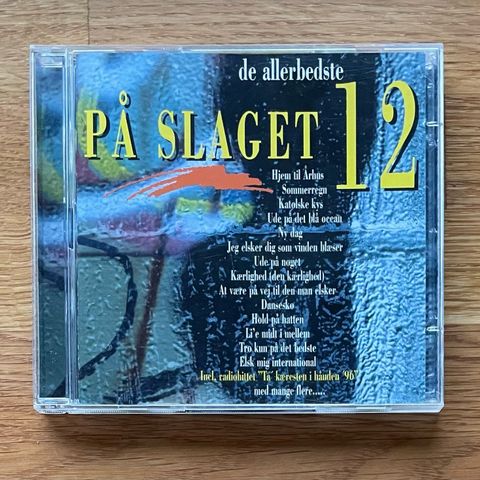 de allerbedste
PÅ SLAGET 12
Hjem til Århus
Sommerregn
Katolske kys
Ude på det blå ocean
Ny dag
Jeg elsker dig som vinden blæser
Ude på noget
Kærlighed (den kærlighed)
At være på vej til den man elsker
Dansesko
Hold på hatten
Li'e midt i mellem
Tro kun på det bedste
Elsk mig international
Incl. radiohittet "Ta' kæresten i hånden '96"
med mange flere.....